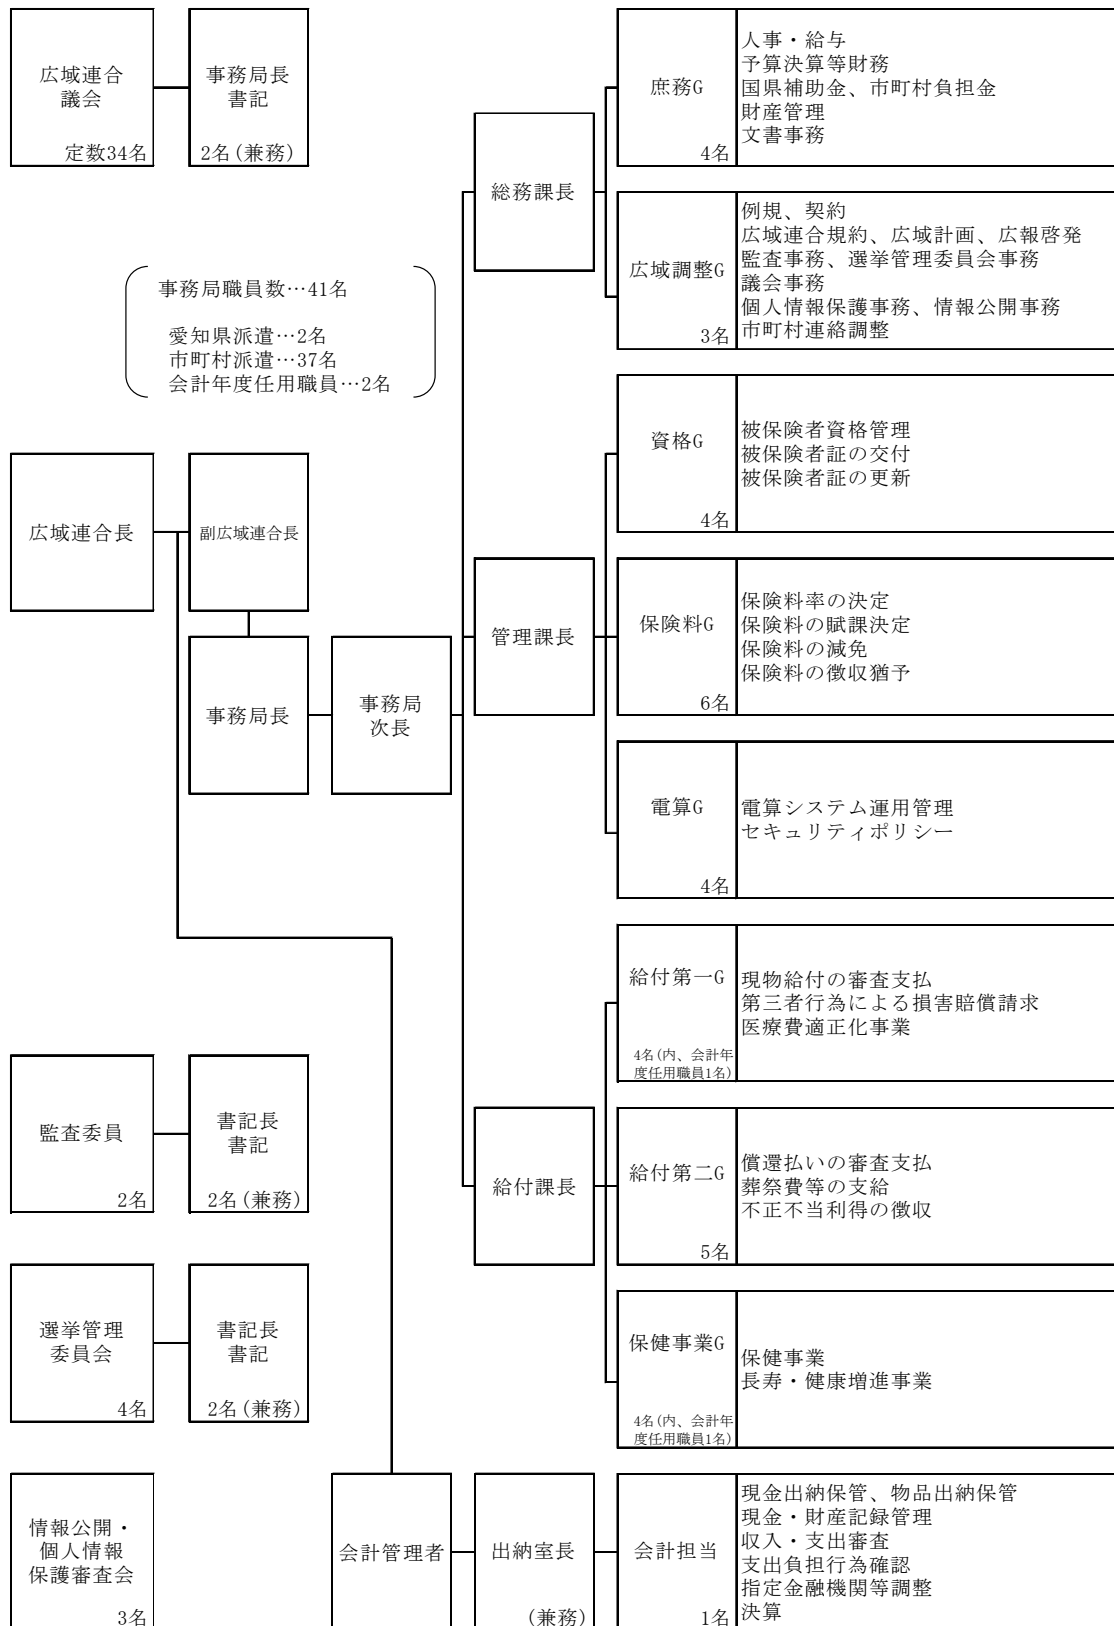 広域連合
議会
定数34名
事務局長
書記
2名(兼務)
庶務G
4名
人事・給与
予算決算等財務
国県補助金、市町村負担金
財産管理
文書事務
総務課長
広域調整G
3名
例規、契約
広域連合規約、広域計画、広報啓発
監査事務、選挙管理委員会事務
議会事務
個人情報保護事務、情報公開事務
市町村連絡調整
事務局職員数…41名
愛知県派遣…2名
市町村派遣…37名
会計年度任用職員…2名
資格G
4名
被保険者資格管理
被保険者証の交付
被保険者証の更新
広域連合長
副広域連合長
管理課長
保険料G
6名
保険料率の決定
保険料の賦課決定
保険料の減免
保険料の徴収猶予
事務局長
事務局
次長
電算G
4名
電算システム運用管理
セキュリティポリシー
給付第一G
4名(内、会計年
度任用職員1名)
現物給付の審査支払
第三者行為による損害賠償請求
医療費適正化事業
監査委員
2名
書記長
書記
2名(兼務)
給付課長
給付第二G
5名
償還払いの審査支払
葬祭費等の支給
不正不当利得の徴収
選挙管理
委員会
4名
書記長
書記
2名(兼務)
保健事業G
4名(内、会計年
度任用職員1名)
保健事業
長寿・健康増進事業
情報公開・
個人情報
保護審査会
3名
会計管理者
出納室長
(兼務)
会計担当
1名
現金出納保管、物品出納保管
現金・財産記録管理
収入・支出審査
支出負担行為確認
指定金融機関等調整
決算